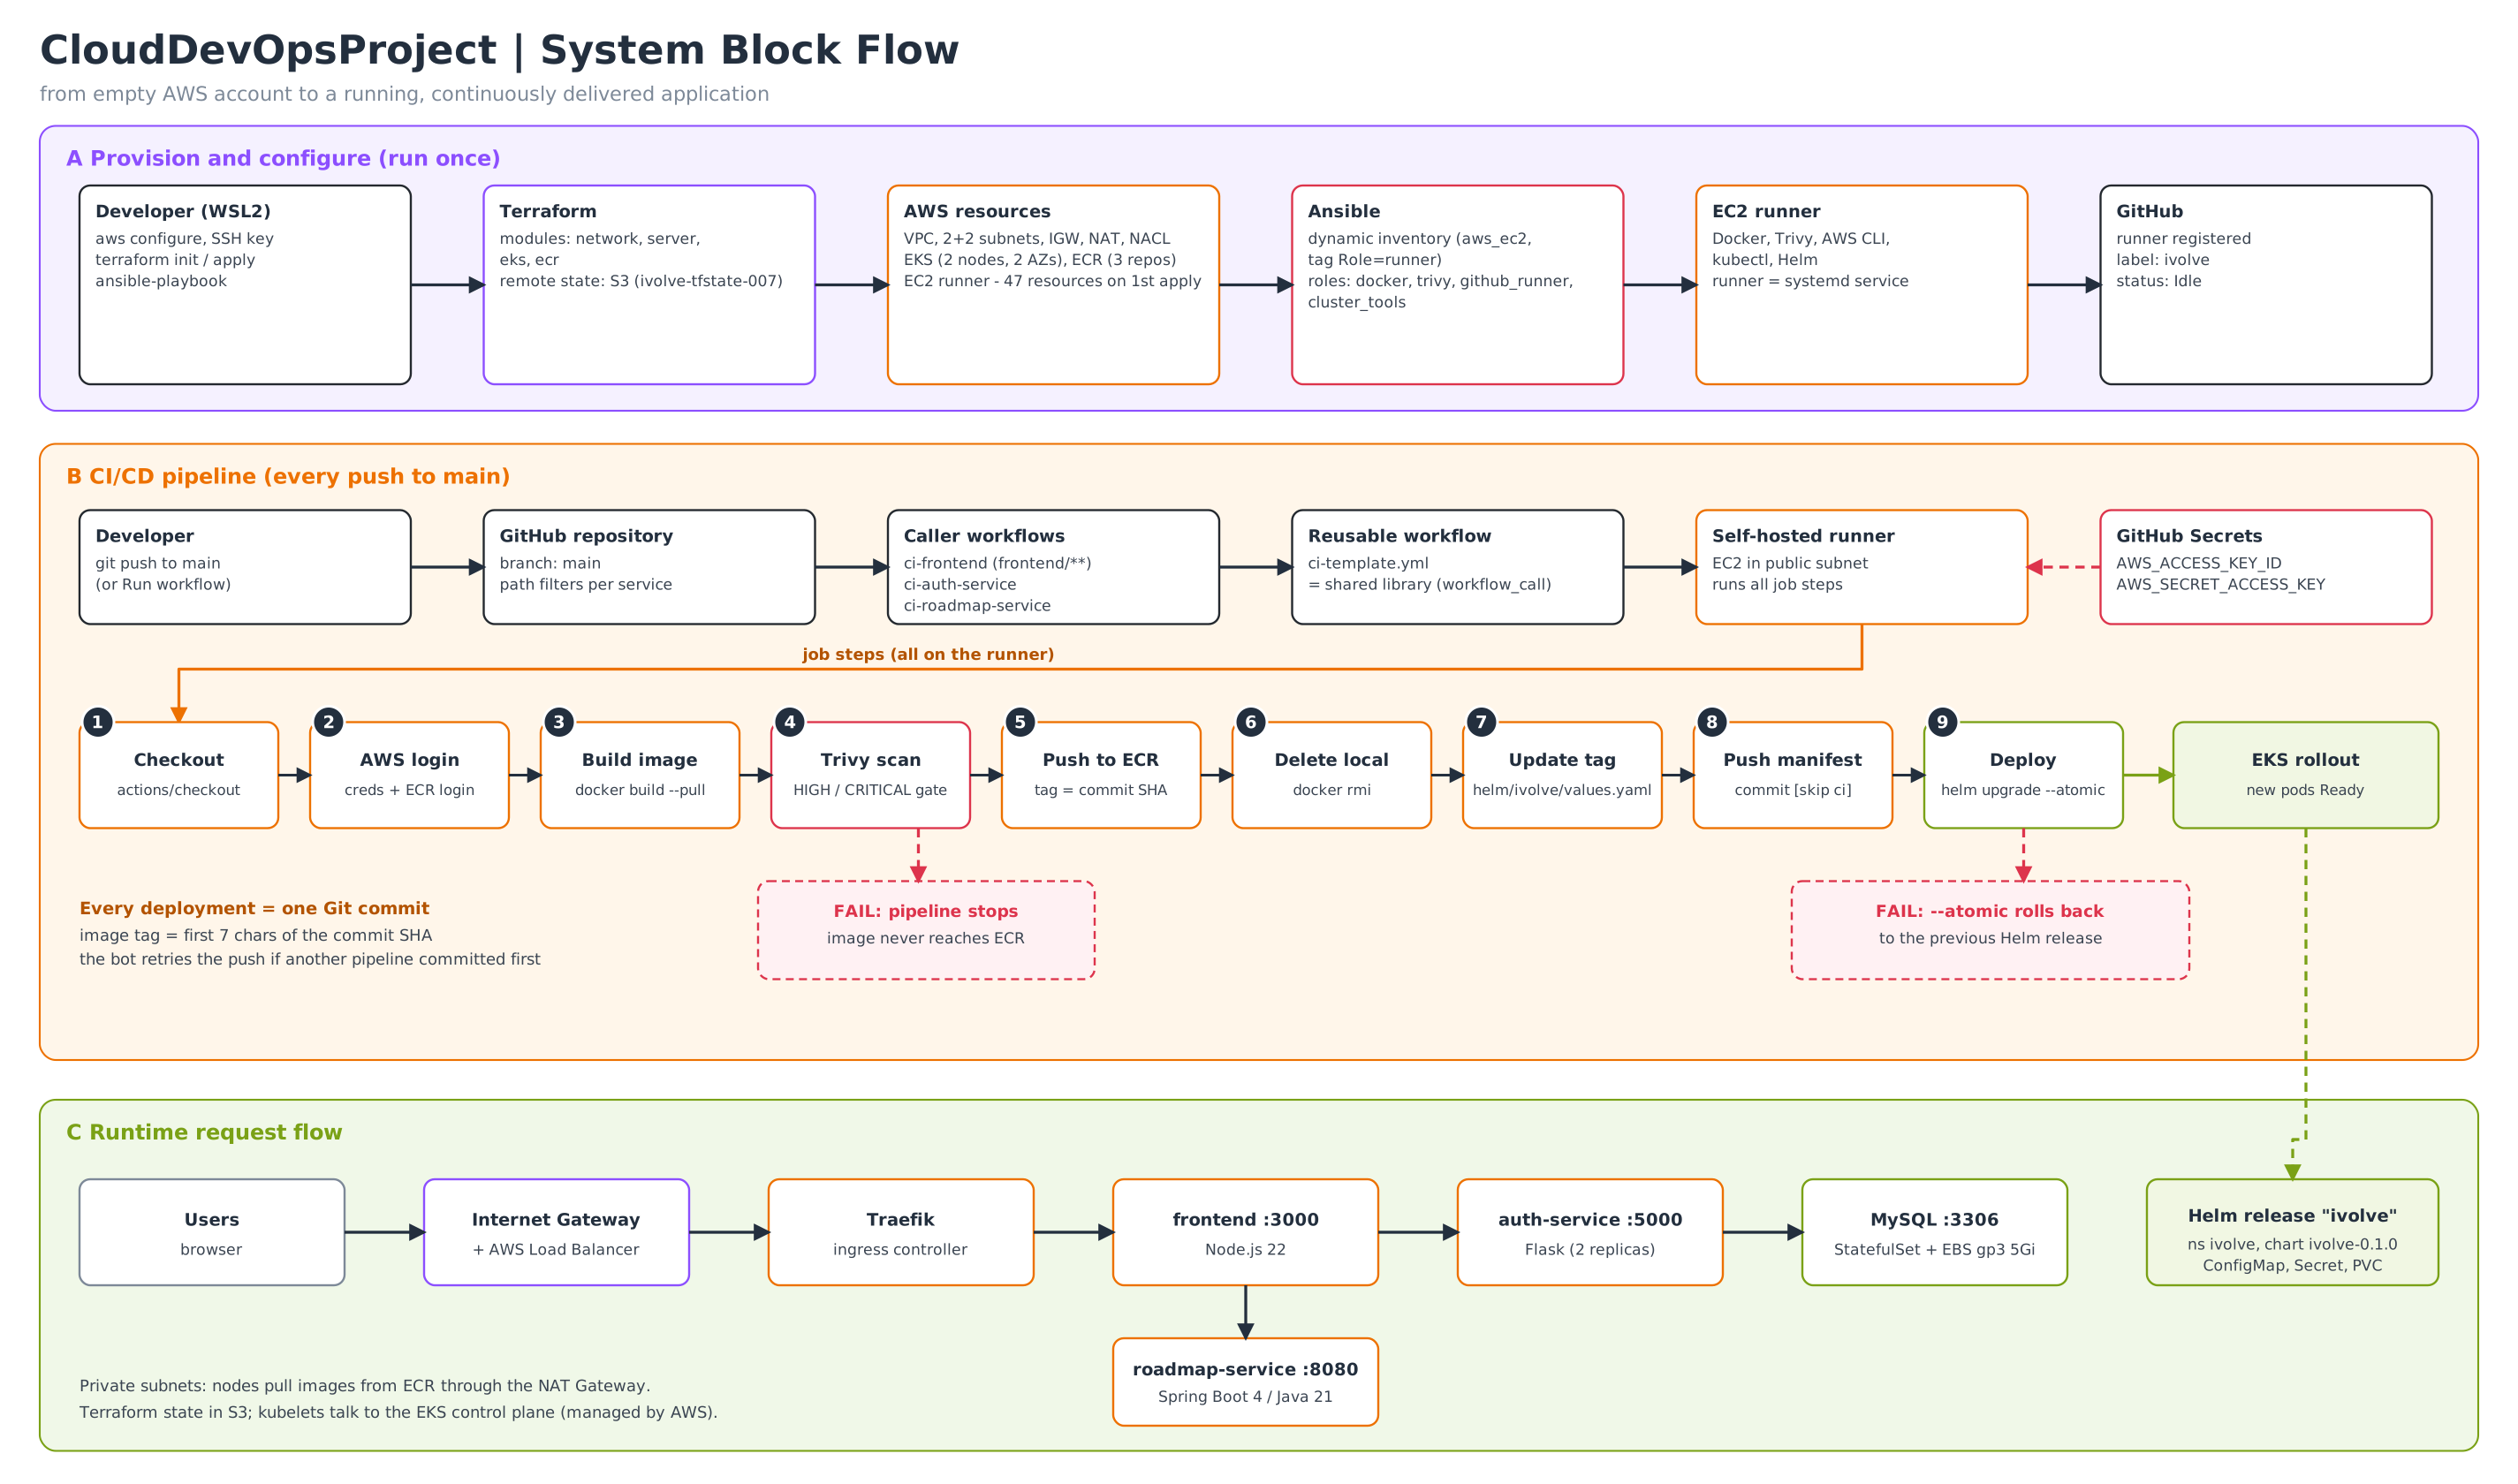 CloudDevOpsProject | System Block Flow
from empty AWS account to a running, continuously delivered application
A Provision and configure (run once)
Developer (WSL2)
aws configure, SSH key
terraform init / apply
ansible-playbook
Terraform
modules: network, server,
eks, ecr
remote state: S3 (ivolve-tfstate-007)
AWS resources
VPC, 2+2 subnets, IGW, NAT, NACL
EKS (2 nodes, 2 AZs), ECR (3 repos)
EC2 runner - 47 resources on 1st apply
Ansible
dynamic inventory (aws_ec2,
tag Role=runner)
roles: docker, trivy, github_runner,
cluster_tools
EC2 runner
Docker, Trivy, AWS CLI,
kubectl, Helm
runner = systemd service
GitHub
runner registered
label: ivolve
status: Idle
B CI/CD pipeline (every push to main)
Developer
git push to main
(or Run workflow)
GitHub repository
branch: main
path filters per service
Caller workflows
ci-frontend (frontend/**)
ci-auth-service
ci-roadmap-service
Reusable workflow
ci-template.yml
= shared library (workflow_call)
Self-hosted runner
EC2 in public subnet
runs all job steps
GitHub Secrets
AWS_ACCESS_KEY_ID
AWS_SECRET_ACCESS_KEY
job steps (all on the runner)
1
Checkout
actions/checkout
2
AWS login
creds + ECR login
3
Build image
docker build --pull
4
Trivy scan
HIGH / CRITICAL gate
5
Push to ECR
tag = commit SHA
6
Delete local
docker rmi
7
Update tag
helm/ivolve/values.yaml
8
Push manifest
commit [skip ci]
9
Deploy
helm upgrade --atomic
EKS rollout
new pods Ready
Every deployment = one Git commit
image tag = first 7 chars of the commit SHA
the bot retries the push if another pipeline committed first
FAIL: pipeline stops
image never reaches ECR
FAIL: --atomic rolls back
to the previous Helm release
C Runtime request flow
Users
browser
Internet Gateway
+ AWS Load Balancer
Traefik
ingress controller
frontend :3000
Node.js 22
auth-service :5000
Flask (2 replicas)
MySQL :3306
StatefulSet + EBS gp3 5Gi
Helm release "ivolve"
ns ivolve, chart ivolve-0.1.0
ConfigMap, Secret, PVC
roadmap-service :8080
Spring Boot 4 / Java 21
Private subnets: nodes pull images from ECR through the NAT Gateway.
Terraform state in S3; kubelets talk to the EKS control plane (managed by AWS).